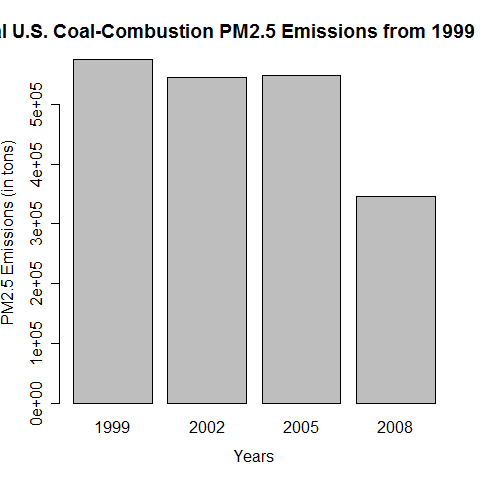 U.S. Coal-Combustion PM2.5 Emissions from 1999
PM2.5 Emissions (in tons)
5e+05
4e+05
3e+05
2e+05
1e+05
0e+00
1999 2002 2005 2008
Years